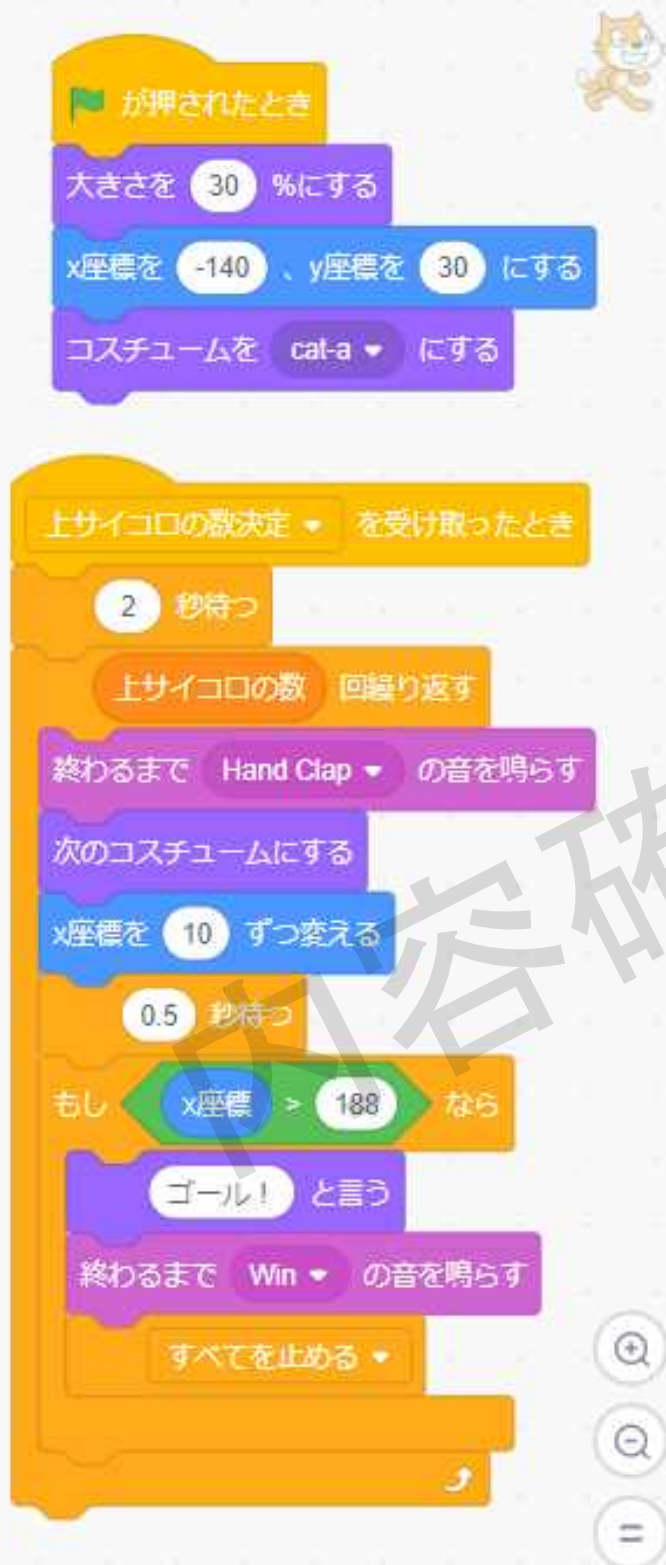 が押されたとき
大きさを 30 %にする
x座標を -140 、y座標を 30 にする
コスチュームを cat-a にする
上サイコロの数決定 を受け取ったとき
2 秒待つ
上サイコロの数 回繰り返す
終わるまで Hand Clap の音を鳴らす
次のコスチュームにする
x座標を 10 ずつ変える
0.5 秒待つ
もし x座標 > 188 なら
ゴール！ と言う
終わるまで Win の音を鳴らす
すべてを止める
内容確